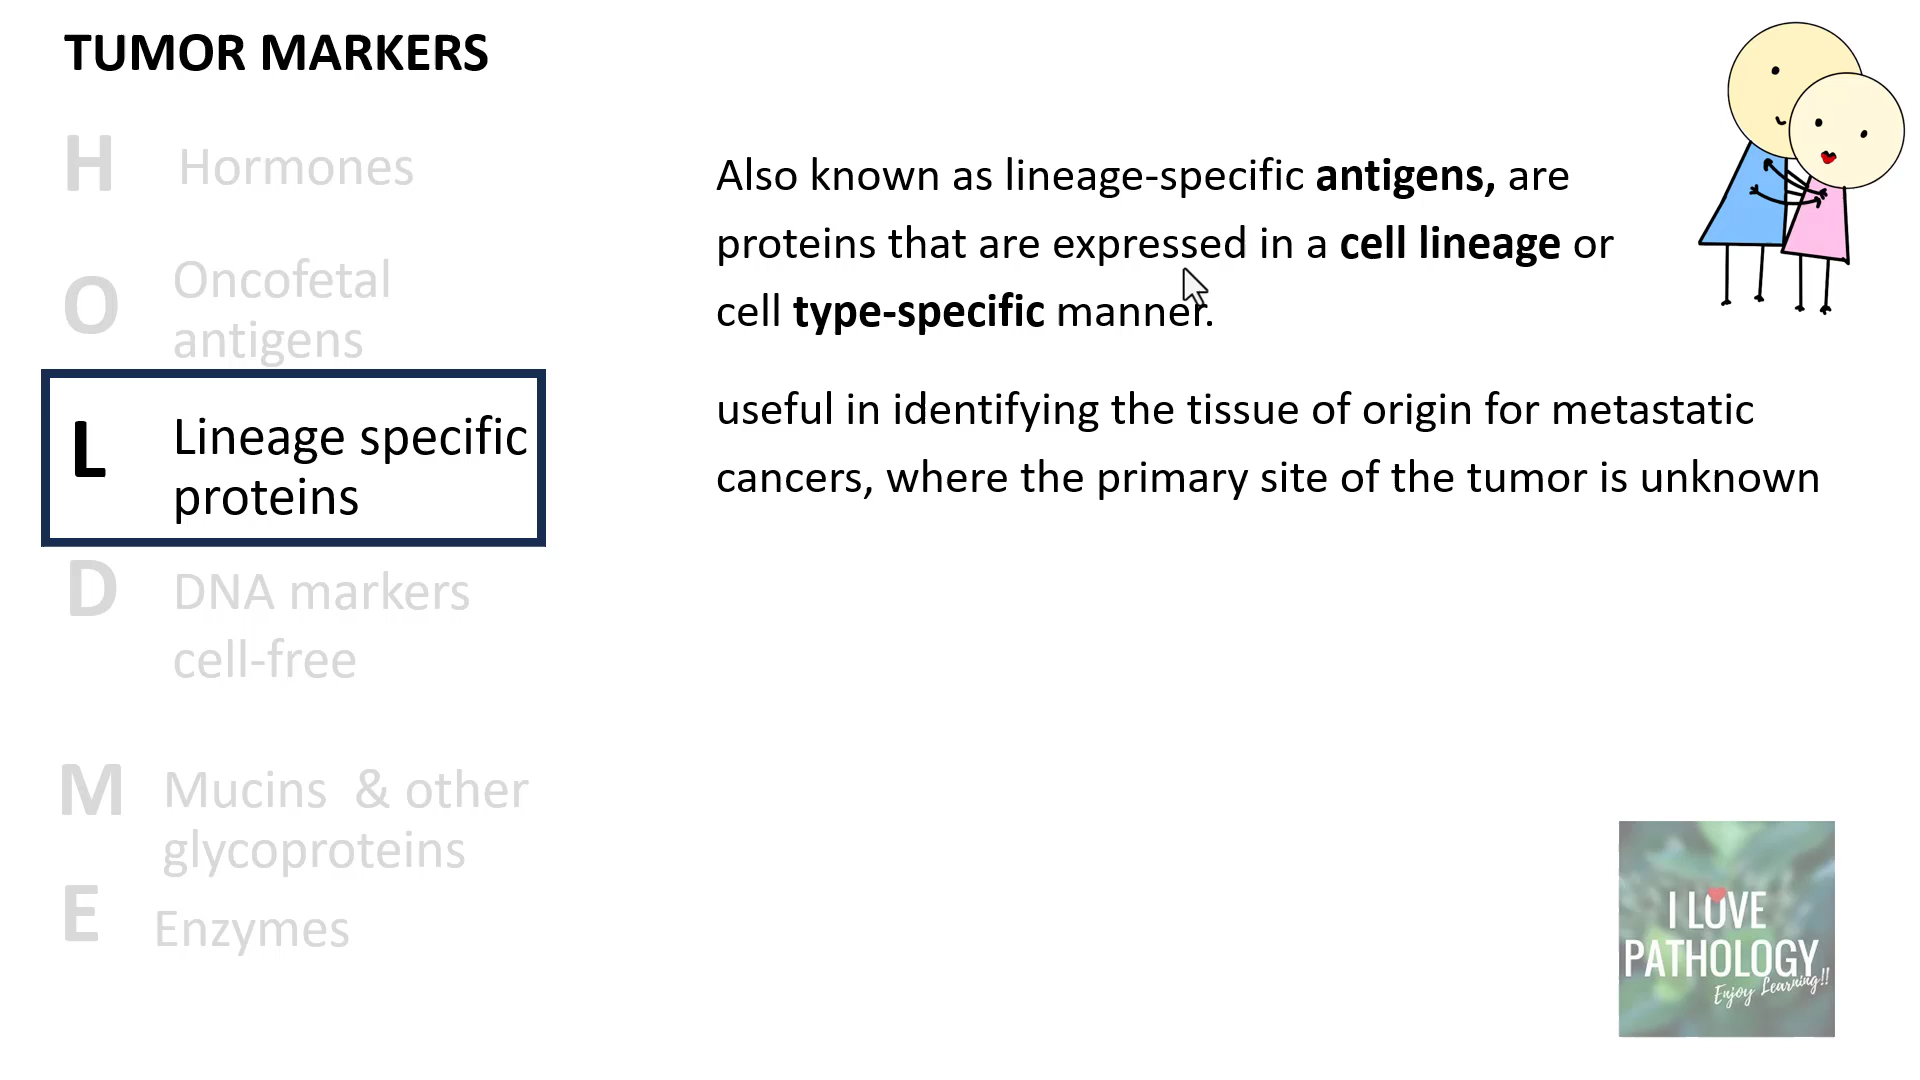 TUMOR MARKERS
H Hormones
O Oncofetal
antigens
L Lineage specific
proteins
D DNA markers
cell-free
M Mucins & other
glycoproteins
E Enzymes
Also known as lineage-specific antigens, are
proteins that are expressed in a cell lineage or
cell type-specific manner.
useful in identifying the tissue of origin for metastatic
cancers, where the primary site of the tumor is unknown
I LOVE
PATHOLOGY
Enjoy Learning!!